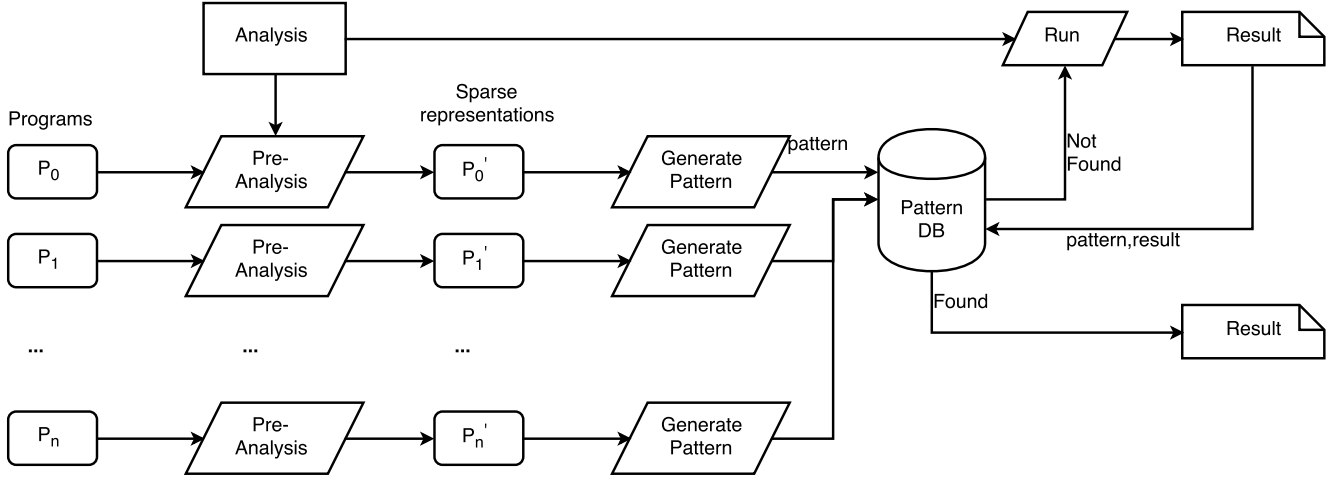 Analysis
Run
Result
Programs
Sparse
representations
P0
Pre-
Analysis
P0'
Generate
Pattern
pattern
Not
Found
Pattern
DB
pattern,result
P1
Pre-
Analysis
P1'
Generate
Pattern
Found
Result
...
...
...
Pn
Pre-
Analysis
Pn'
Generate
Pattern